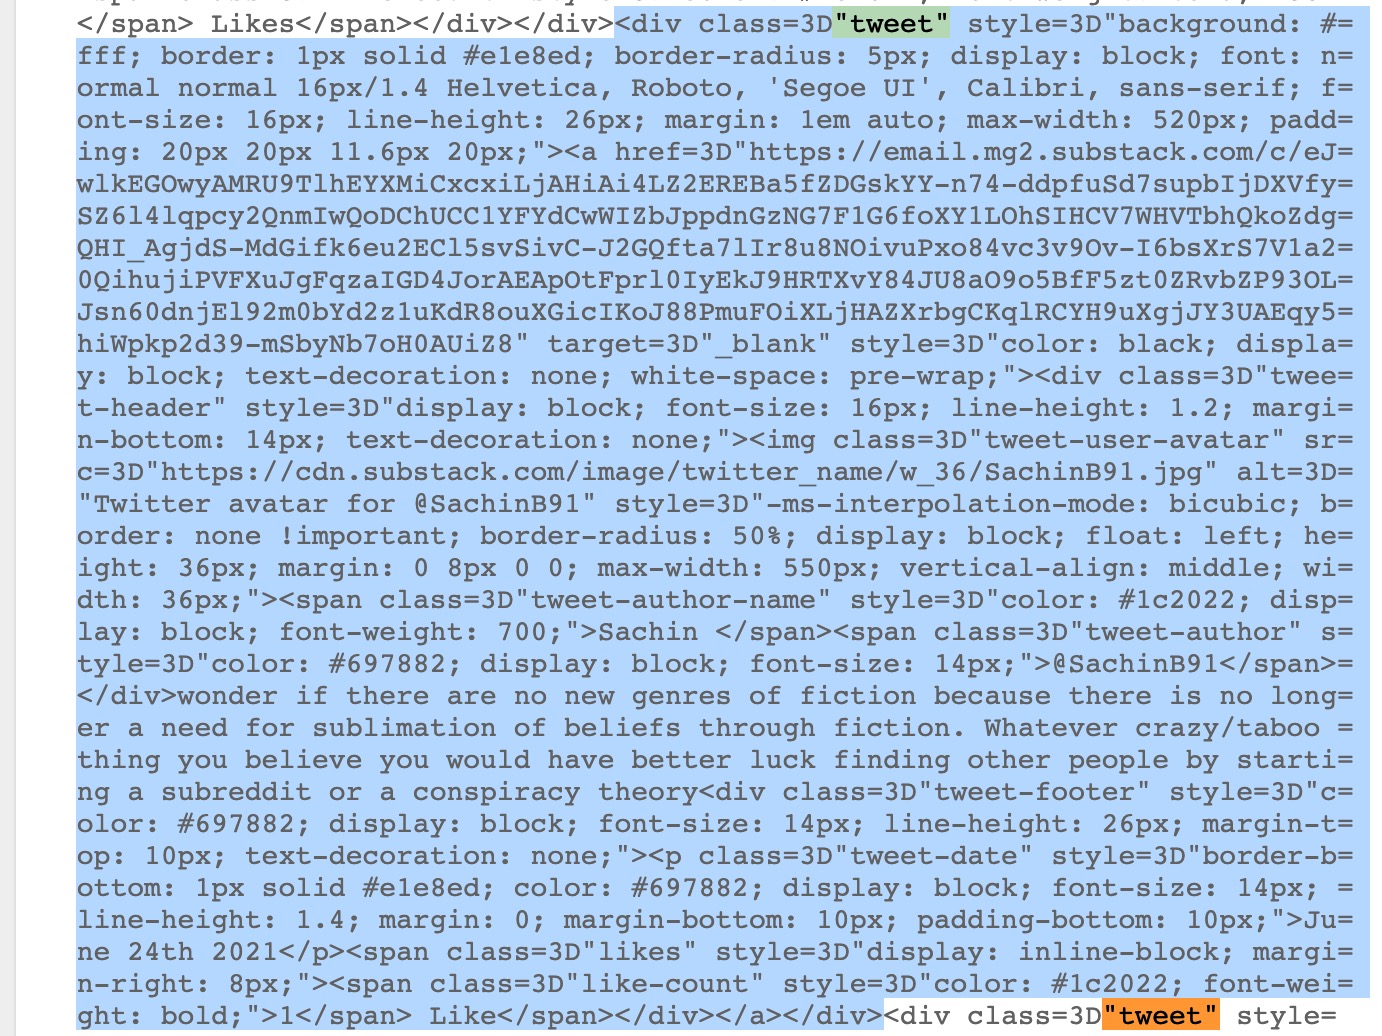 </span> Likes</span></div></div><div class=3D"tweet" style=3D"background: #=
fff; border: 1px solid #e1e8ed; border-radius: 5px; display: block; font: n=
ormal normal 16px/1.4 Helvetica, Roboto, 'Segoe UI', Calibri, sans-serif; f=
ont-size: 16px; line-height: 26px; margin: 1em auto; max-width: 520px; padd=
ing: 20px 20px 11.6px 20px;"><a href=3D"https://email.mg2.substack.com/c/eJ=
wlkEGOwyAMRU9TlhEYXMiCxcxiLjAHiAi4LZ2EREBa5fZDGskYY-n74-ddpfuSd7supbIjDXVfy=
SZ6l4lqpcy2QnmIwQoDChUCC1YFYdCwWIZbJppdnGzNG7F1G6foXY1LOhSIHCV7WHVTbhQkoZdg=
QHI_AgjdS-MdGifk6eu2ECl5svSivC-J2GQfta7lIr8u8NOivuPxo84vc3v9Ov-I6bsXrS7V1a2=
0QihujiPVFXuJgFqzaIGD4JorAEApOtFprl0IyEkJ9HRTXvY84JU8aO9o5BfF5zt0ZRvbZP93OL=
Jsn60dnjEl92m0bYd2z1uKdR8ouXGicIKoJ88PmuFOiXLjHAZXrbgCKqlRCYH9uXgjJY3UAEqy5=
hiWpkp2d39-mSbyNb7oH0AUiZ8" target=3D"_blank" style=3D"color: black; displa=
y: block; text-decoration: none; white-space: pre-wrap;"><div class=3D"twee=
t-header" style=3D"display: block; font-size: 16px; line-height: 1.2; margi=
n-bottom: 14px; text-decoration: none;"><img class=3D"tweet-user-avatar" sr=
c=3D"https://cdn.substack.com/image/twitter_name/w_36/SachinB91.jpg" alt=3D=
"Twitter avatar for @SachinB91" style=3D"-ms-interpolation-mode: bicubic; b=
order: none !important; border-radius: 50%; display: block; float: left; he=
ight: 36px; margin: 0 8px 0 0; max-width: 550px; vertical-align: middle; wi=
dth: 36px;"><span class=3D"tweet-author-name" style=3D"color: #1c2022; disp=
lay: block; font-weight: 700;">Sachin </span><span class=3D"tweet-author" s=
tyle=3D"color: #697882; display: block; font-size: 14px;">@SachinB91</span>=
</div>wonder if there are no new genres of fiction because there is no long=
er a need for sublimation of beliefs through fiction. Whatever crazy/taboo =
thing you believe you would have better luck finding other people by starti=
ng a subreddit or a conspiracy theory<div class=3D"tweet-footer" style=3D"c=
olor: #697882; display: block; font-size: 14px; line-height: 26px; margin-t=
op: 10px; text-decoration: none;"><p class=3D"tweet-date" style=3D"border-b=
ottom: 1px solid #e1e8ed; color: #697882; display: block; font-size: 14px; =
line-height: 1.4; margin: 0; margin-bottom: 10px; padding-bottom: 10px;">Ju=
ne 24th 2021</p><span class=3D"likes" style=3D"display: inline-block; margi=
n-right: 8px;"><span class=3D"like-count" style=3D"color: #1c2022; font-wei=
ght: bold;">1</span> Like</span></div></a></div><div class=3D"tweet" style=